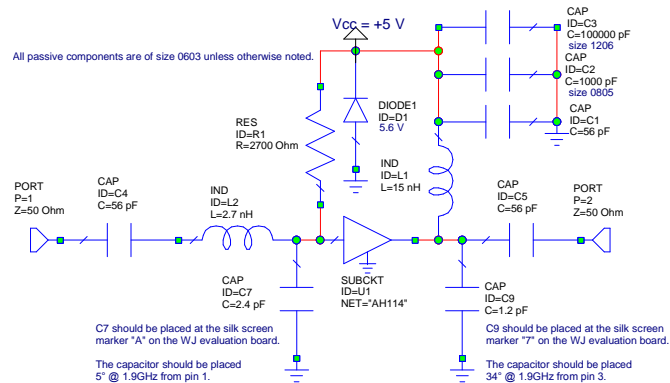 Vcc = +5 V
CAP
ID=C3
C=100000 pF
size 1206
All passive components are of size 0603 unless otherwise noted.
CAP
ID=C2
C=1000 pF
size 0805
RES
ID=R1
R=2700 Ohm
DIODE1
ID=D1
5.6 V
CAP
ID=C1
C=56 pF
IND
ID=L1
L=15 nH
PORT
P=1
Z=50 Ohm
CAP
ID=C4
C=56 pF
IND
ID=L2
L=2.7 nH
CAP
ID=C5
C=56 pF
PORT
P=2
Z=50 Ohm
CAP
ID=C7
C=2.4 pF
SUBCKT
ID=U1
NET="AH114"
CAP
ID=C9
C=1.2 pF
C7 should be placed at the silk screen
marker "A" on the WJ evaluation board.
The capacitor should be placed
5° @ 1.9GHz from pin 1.
C9 should be placed at the silk screen
marker "7" on the WJ evaluation board.
The capacitor should be placed
34° @ 1.9GHz from pin 3.